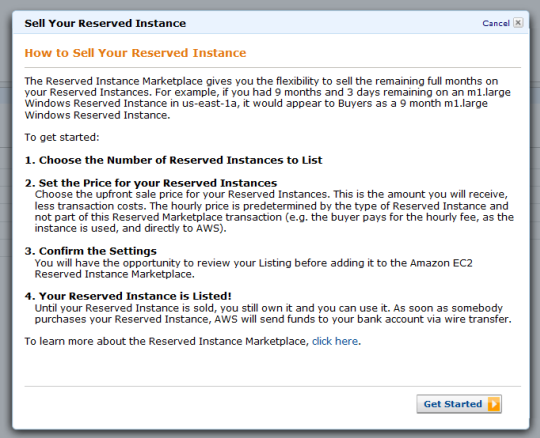 Sell Your Reserved Instance
Cancel
How to Sell Your Reserved Instance
The Reserved Instance Marketplace gives you the flexibility to sell the remaining full months on
your Reserved Instances. For example, if you had 9 months and 3 days remaining on an m1.large
Windows Reserved Instance in us-east-1a, it would appear to Buyers as a 9 month m1.large
Windows Reserved Instance.
To get started:
1. Choose the Number of Reserved Instances to List
2. Set the Price for your Reserved Instances
Choose the upfront sale price for your Reserved Instances. This is the amount you will receive,
less transaction costs. The hourly price is predetermined by the type of Reserved Instance and
not part of this Reserved Marketplace transaction (e.g. the buyer pays for the hourly fee, as the
instance is used, and directly to AWS).
3. Confirm the Settings
You will have the opportunity to review your Listing before adding it to the Amazon EC2
Reserved Instance Marketplace.
4. Your Reserved Instance is Listed!
Until your Reserved Instance is sold, you still own it and you can use it. As soon as somebody
purchases your Reserved Instance, AWS will send funds to your bank account via wire transfer.
To learn more about the Reserved Instance Marketplace, click here.
Get Started